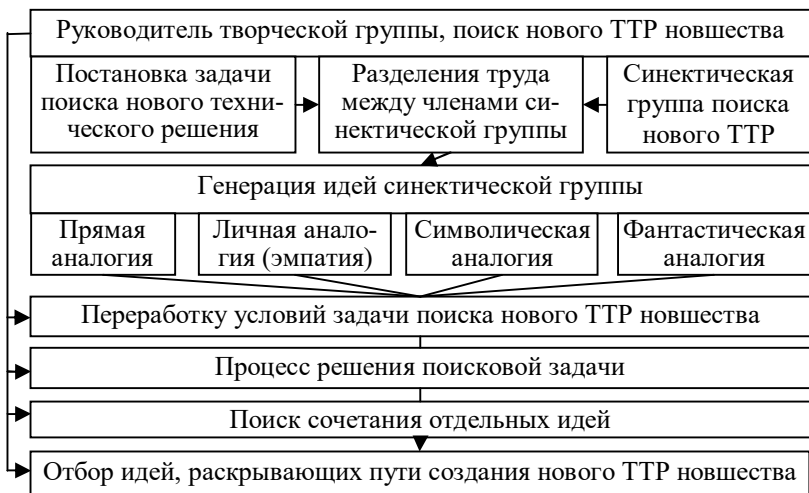 Руководитель творческой группы, поиск нового ТТР новшества
Постановка задачи
поиска нового техни-
ческого решения
Разделения труда
между членами си-
нектической группы
Синектическая
группа поиска
нового ТТР
Генерация идей синектической группы
Прямая
аналогия
Личная анало-
гия (эмпатия)
Символическая
аналогия
Фантастическая
аналогия
Переработку условий задачи поиска нового ТТР новшества
Процесс решения поисковой задачи
Поиск сочетания отдельных идей
Отбор идей, раскрывающих пути создания нового ТТР новшества